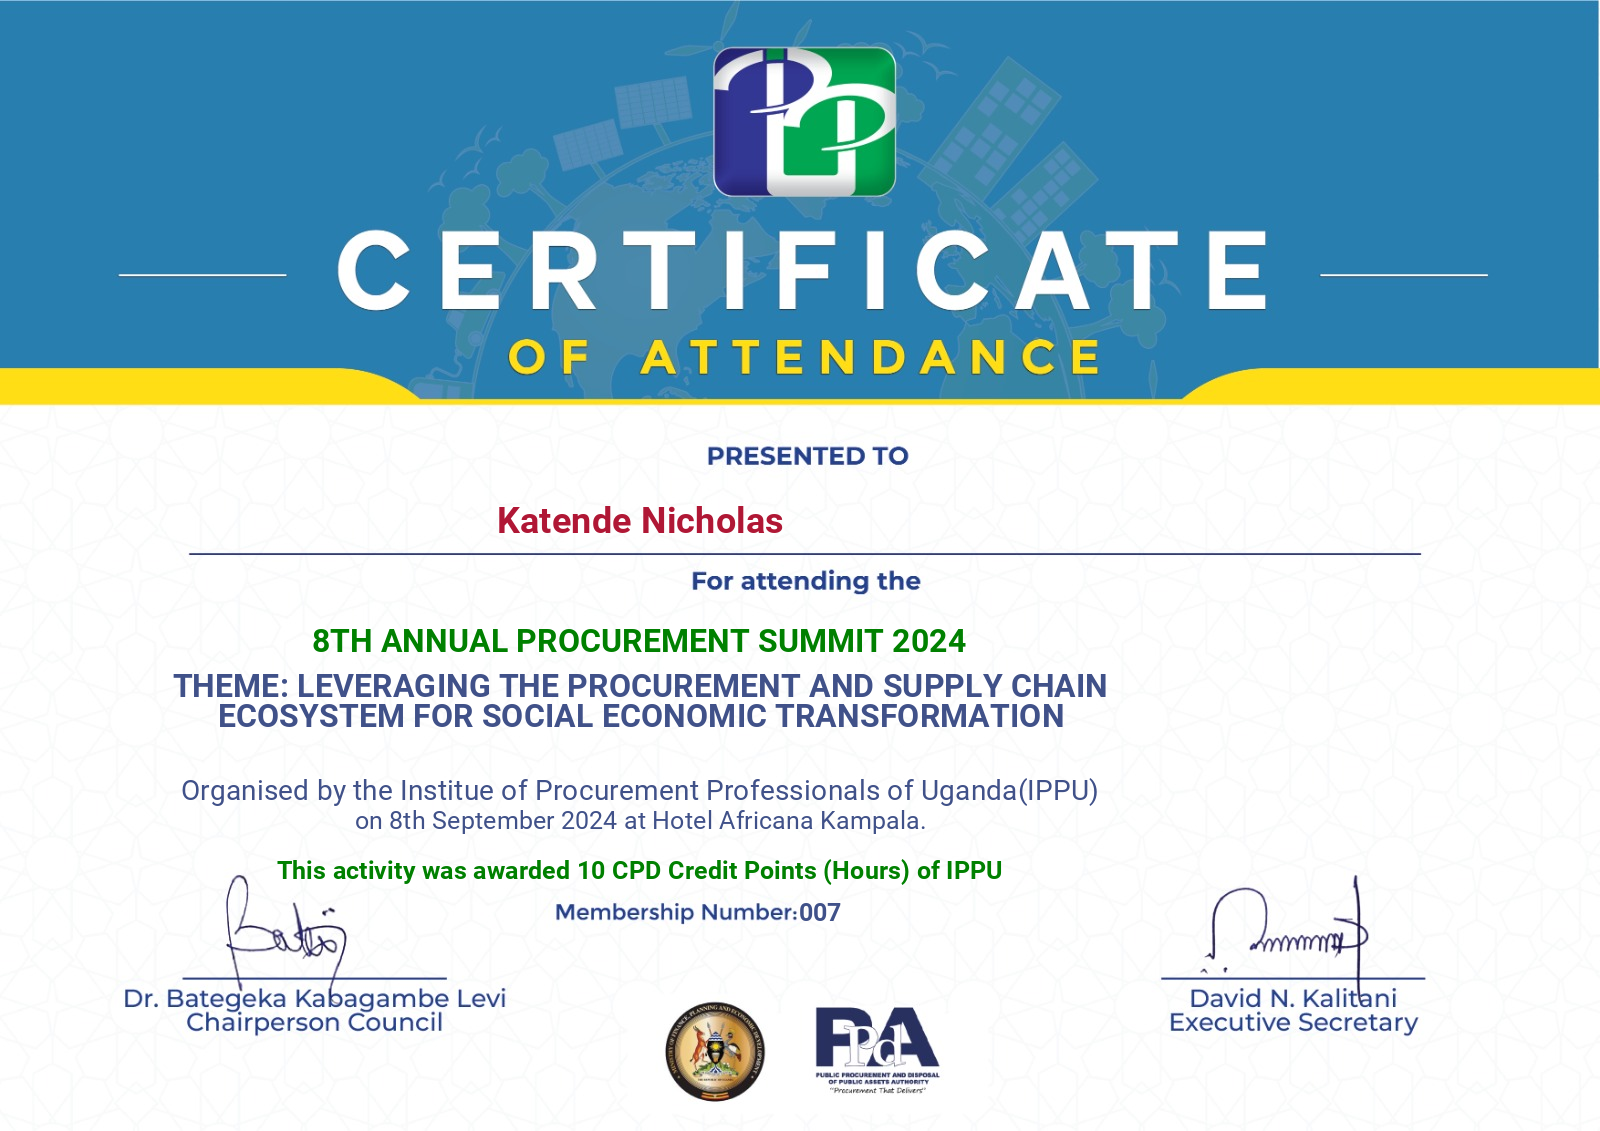 CERTIFICATE
OF ATTENDANCE
PRESENTED TO
Katende Nicholas
For attending the
8TH ANNUAL PROCUREMENT SUMMIT 2024
THEME: LEVERAGING THE PROCUREMENT AND SUPPLY CHAIN
ECOSYSTEM FOR SOCIAL ECONOMIC TRANSFORMATION
Organised by the Institue of Procurement Professionals of Uganda(IPPU)
on 8th September 2024 at Hotel Africana Kampala.
This activity was awarded 10 CPD Credit Points (Hours) of IPPU
Membership Number:007
Dr. Bategeka Kabagambe Levi
Chairperson Council
David N. Kalitani
Executive Secretary
MINISTRY OF FINANCE, PLANNING AND ECONOMIC DEVELOPMENT
PPdA
PUBLIC PROCUREMENT AND DISPOSAL
OF PUBLIC ASSETS AUTHORITY
"Procurement That Delivers"